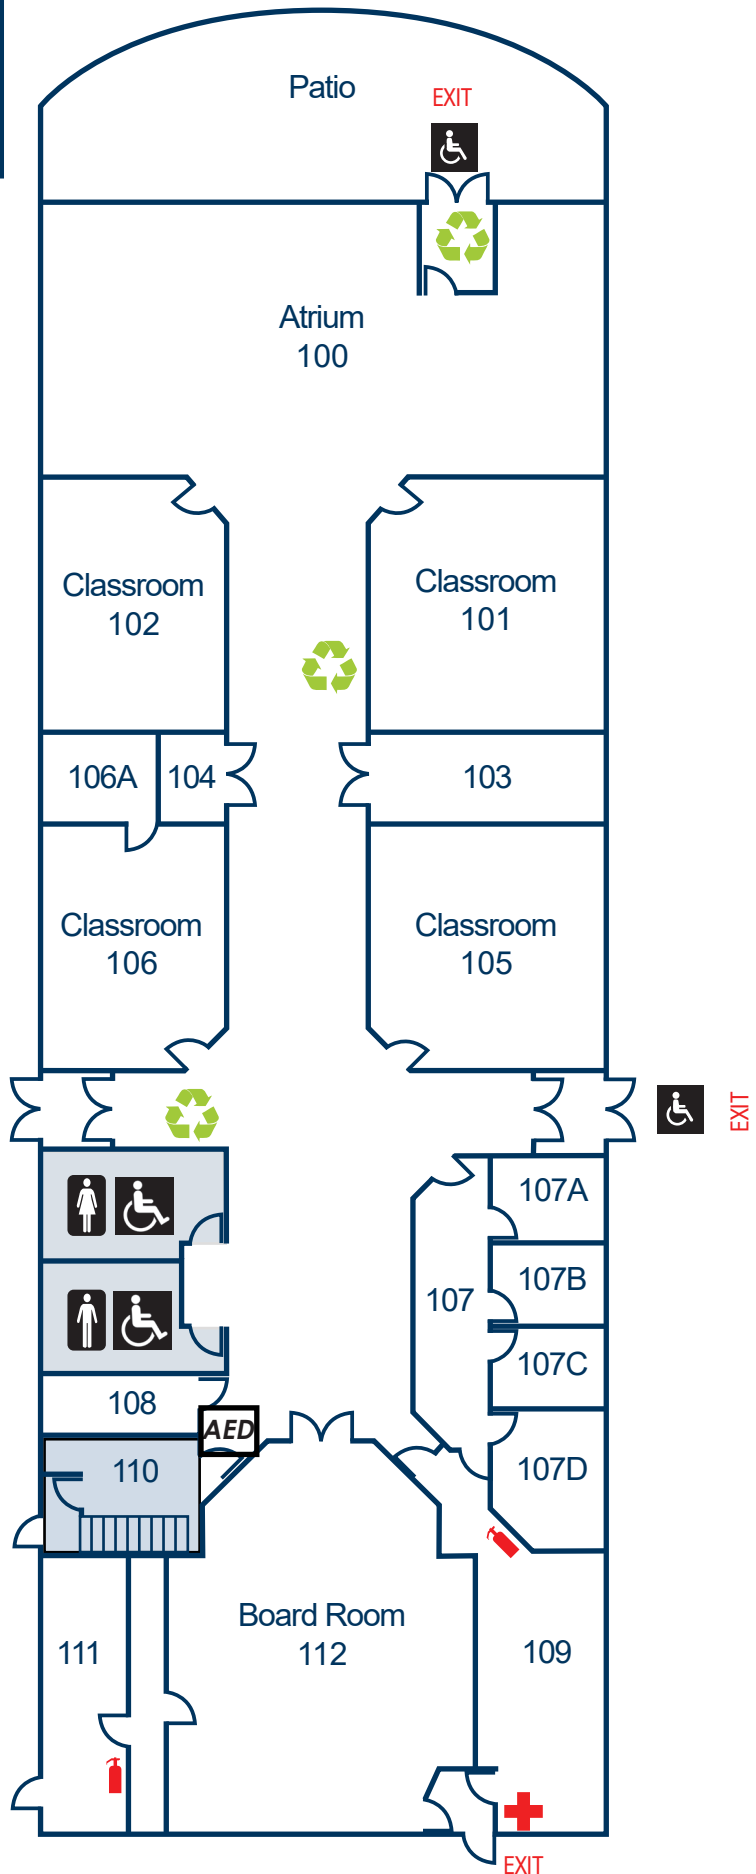 Patio
EXIT
Atrium
100
Classroom
102
Classroom
101
106A
104
103
Classroom
106
Classroom
105
EXIT
107A
107B
107
107C
108
AED
110
107D
Board Room
112
111
109
EXIT